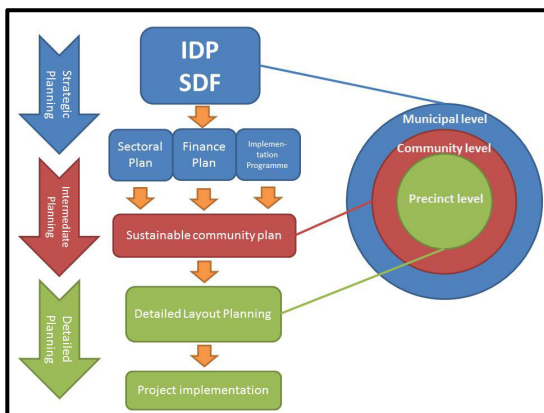 Strategic
Planning
Intermediate
Planning
Detailed
Planning
IDP
SDF
Sectoral
Plan
Finance
Plan
Implemen-
tation
Programme
Sustainable community plan
Detailed Layout Planning
Project implementation
Municipal level
Community level
Precinct level